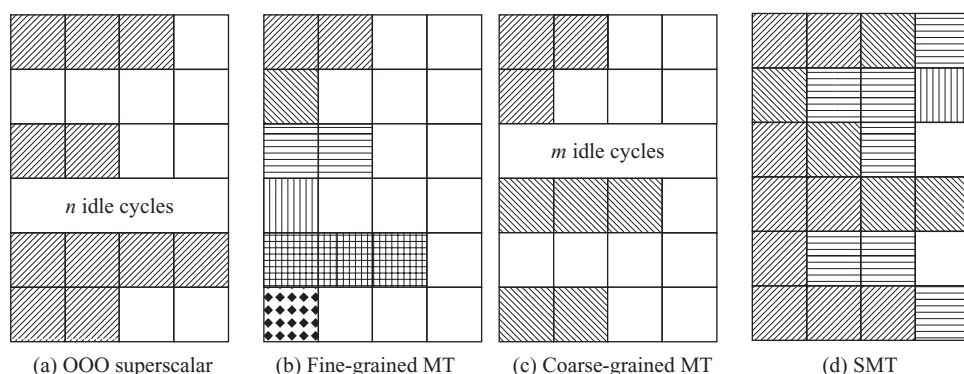 n idle cycles
m idle cycles
(a) OOO superscalar
(b) Fine-grained MT
(c) Coarse-grained MT
(d) SMT